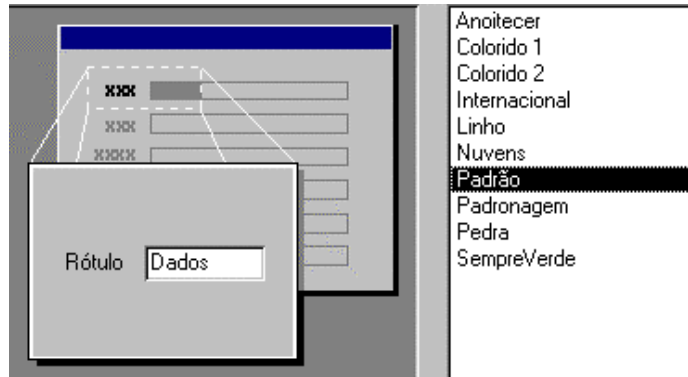 xxx
xxx
xxxx
Rótulo Dados
Anoitecer
Colorido 1
Colorido 2
Internacional
Linho
Nuvens
Padrão
Padronagem
Pedra
SempreVerde